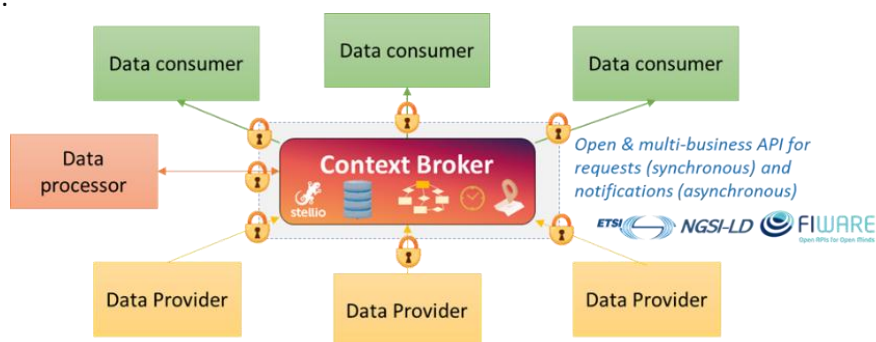 .
Data consumer
Data consumer
Data consumer
Data
processor
Context Broker
stellio
Open & multi-business API for
requests (synchronous) and
notifications (asynchronous)
ETSI
NGSI-LD
FIWARE
Open APIs for Open Minds
Data Provider
Data Provider
Data Provider